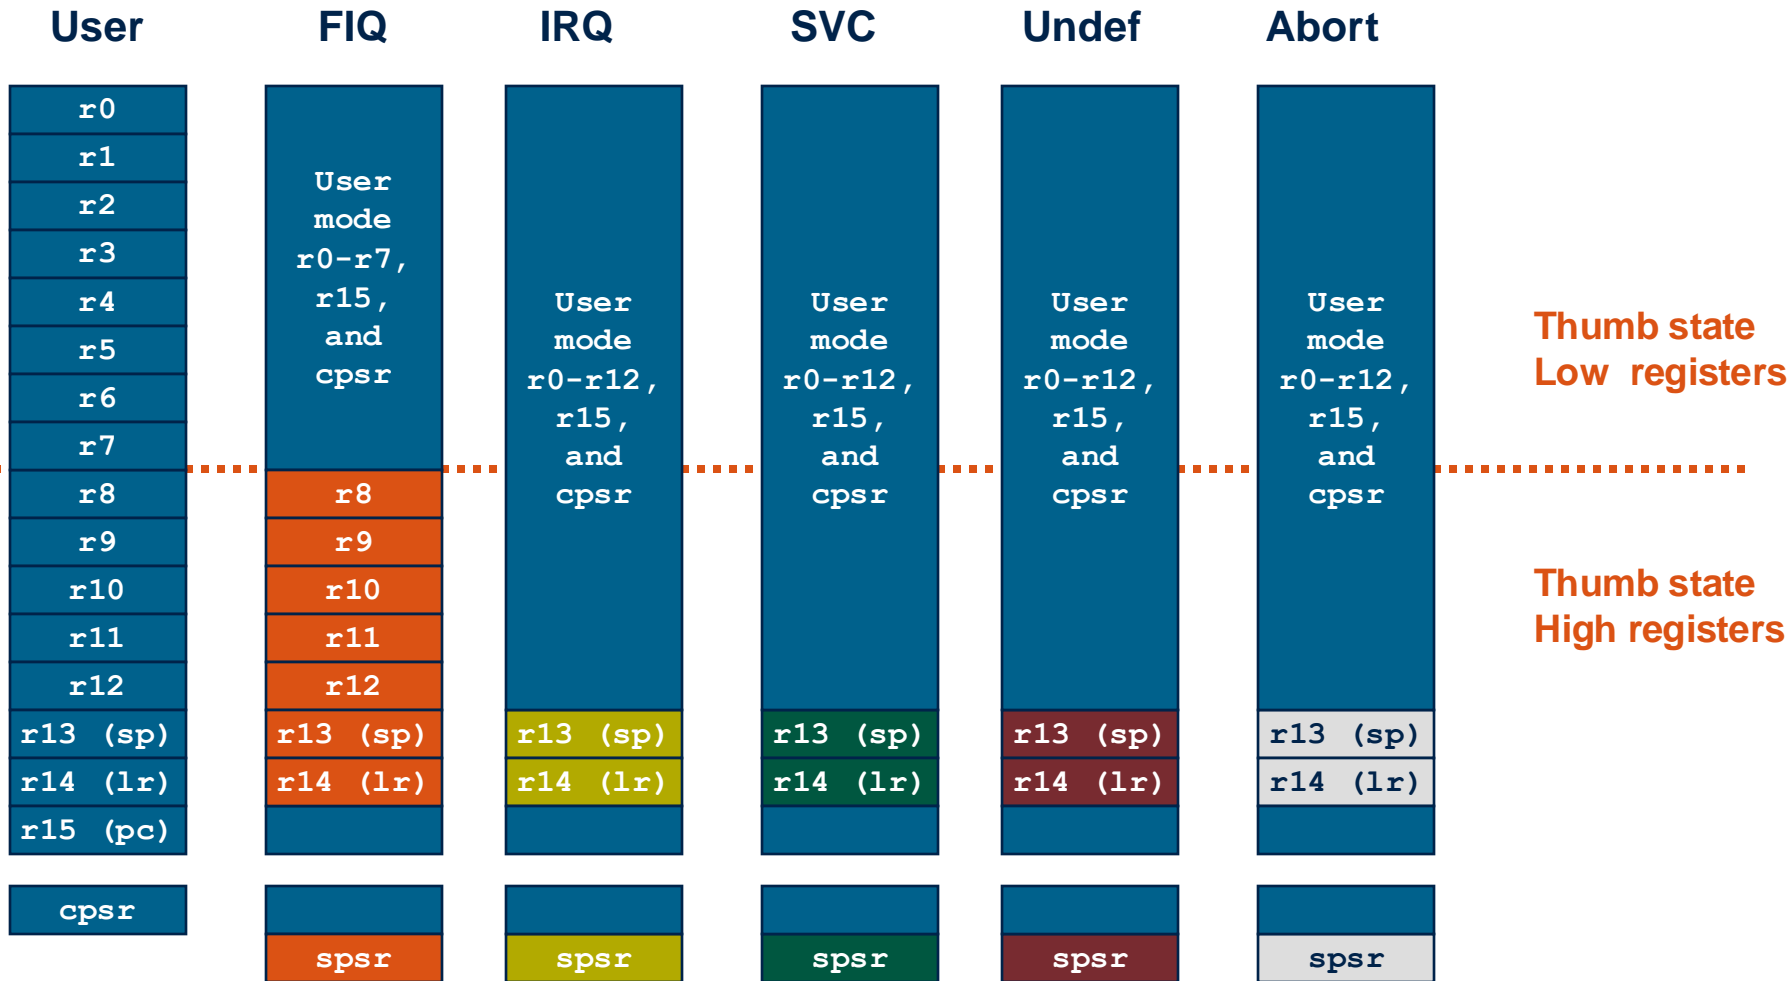 User FIQ IRQ SVC Undef Abort
r0
r1
r2
r3
r4
r5
r6
r7
r8
r9
r10
r11
r12
r13 (sp)
r14 (lr)
r15 (pc)
cpsr
User
mode
r0-r7,
r15,
and
cpsr
r8
r9
r10
r11
r12
r13 (sp)
r14 (lr)
spsr
User
mode
r0-r12,
r15,
and
cpsr
r13 (sp)
r14 (lr)
spsr
User
mode
r0-r12,
r15,
and
cpsr
r13 (sp)
r14 (lr)
spsr
User
mode
r0-r12,
r15,
and
cpsr
r13 (sp)
r14 (lr)
spsr
User
mode
r0-r12,
r15,
and
cpsr
r13 (sp)
r14 (lr)
spsr
Thumb state
Low registers
Thumb state
High registers